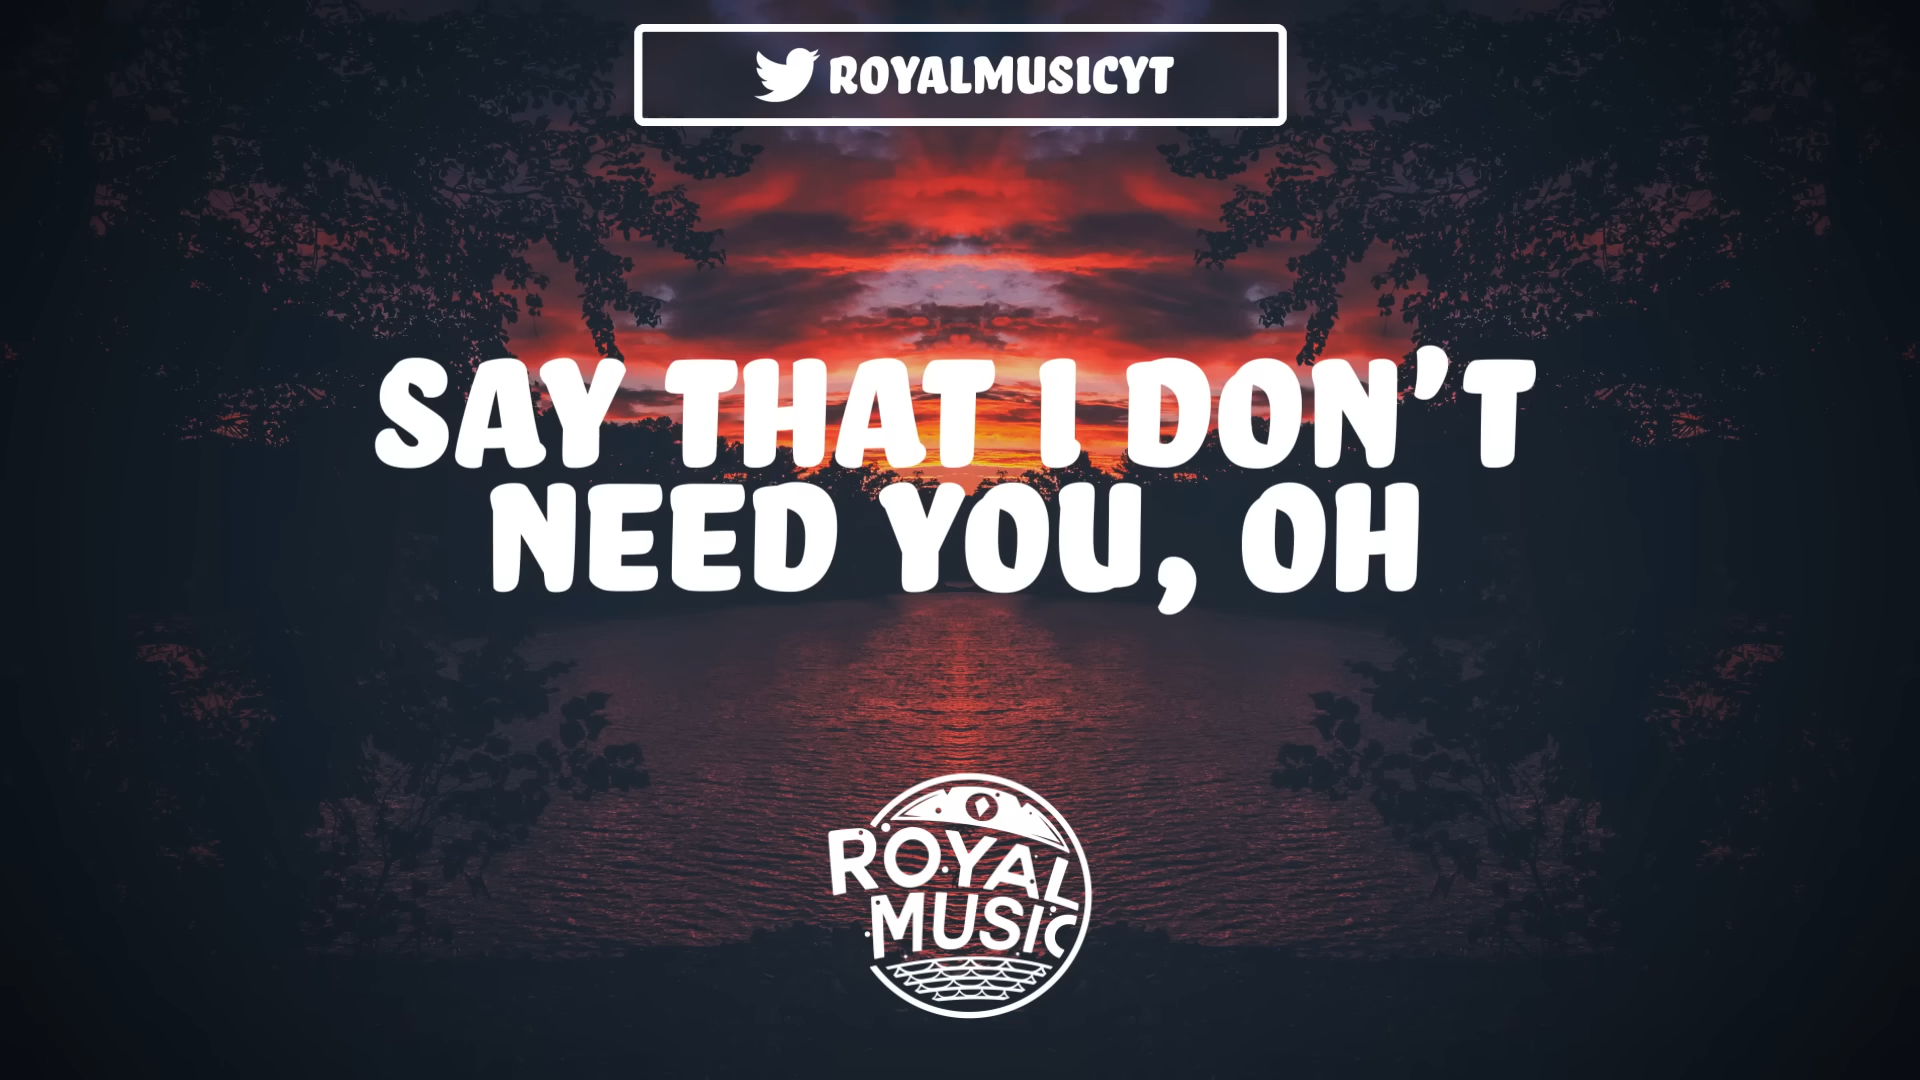 ROYALMUSICYT
SAY THAT I DON'T
NEED YOU, OH
ROYAL
MUSIC